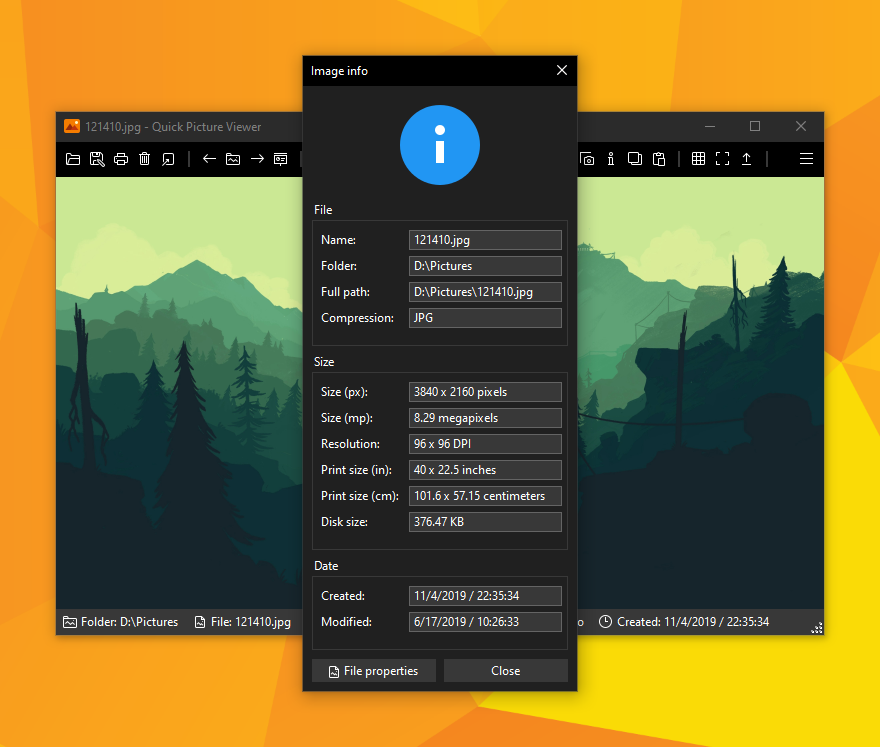 Image info
121410.jpg - Quick Picture Viewer
File
Name: 121410.jpg
Folder: D:\Pictures
Full path: D:\Pictures\121410.jpg
Compression: JPG
Size
Size (px): 3840 x 2160 pixels
Size (mp): 8.29 megapixels
Resolution: 96 x 96 DPI
Print size (in): 40 x 22.5 inches
Print size (cm): 101.6 x 57.15 centimeters
Disk size: 376.47 KB
Date
Created: 11/4/2019 / 22:35:34
Modified: 6/17/2019 / 10:26:33
File properties Close
Folder: D:\Pictures File: 121410.jpg Created: 11/4/2019 / 22:35:34